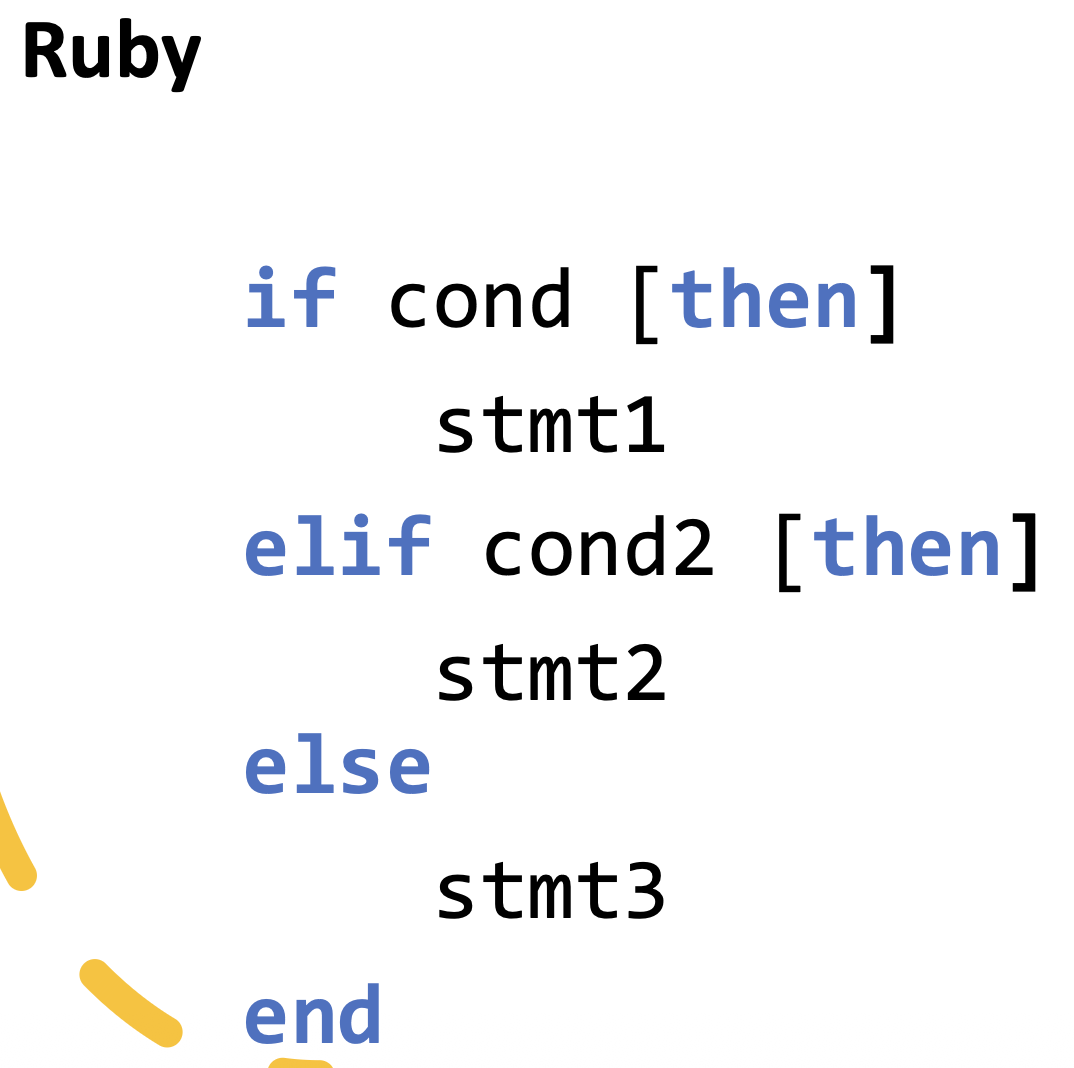 Ruby
if cond [then]
stmt1
elif cond2 [then]
stmt2
else
stmt3
end